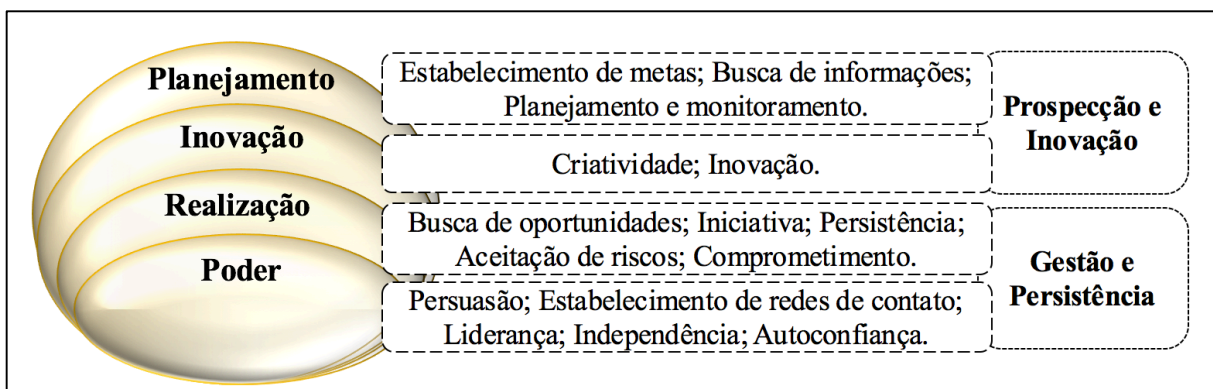 Planejamento
Estabelecimento de metas; Busca de informações;
Planejamento e monitoramento.
Inovação
Criatividade; Inovação.
Prospecção e
Inovação
Realização
Busca de oportunidades; Iniciativa; Persistência;
Aceitação de riscos; Comprometimento.
Poder
Persuasão; Estabelecimento de redes de contato;
Liderança; Independência; Autoconfiança.
Gestão e
Persistência